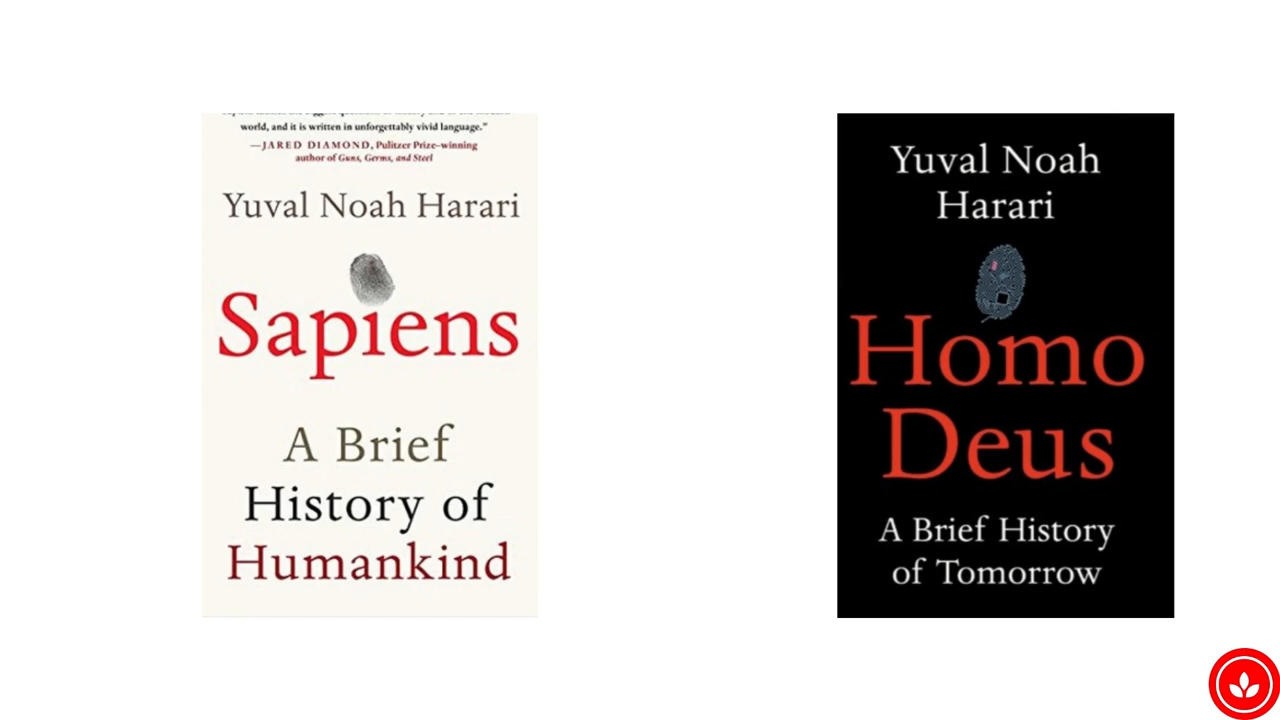 world, and it is written in unforgettably vivid language."
—JARED DIAMOND, Pulitzer Prize–winning
author of Guns, Germs, and Steel
Yuval Noah Harari
Sapiens
A Brief
History of
Humankind
Yuval Noah
Harari
Homo
Deus
A Brief History
of Tomorrow